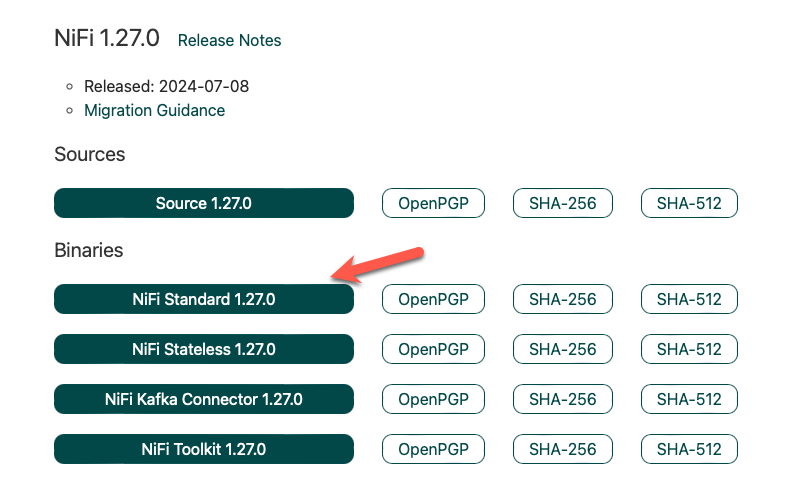 NiFi 1.27.0 Release Notes
Released: 2024-07-08
Migration Guidance
Sources
Source 1.27.0 OpenPGP SHA-256 SHA-512
Binaries
NiFi Standard 1.27.0 OpenPGP SHA-256 SHA-512
NiFi Stateless 1.27.0 OpenPGP SHA-256 SHA-512
NiFi Kafka Connector 1.27.0 OpenPGP SHA-256 SHA-512
NiFi Toolkit 1.27.0 OpenPGP SHA-256 SHA-512